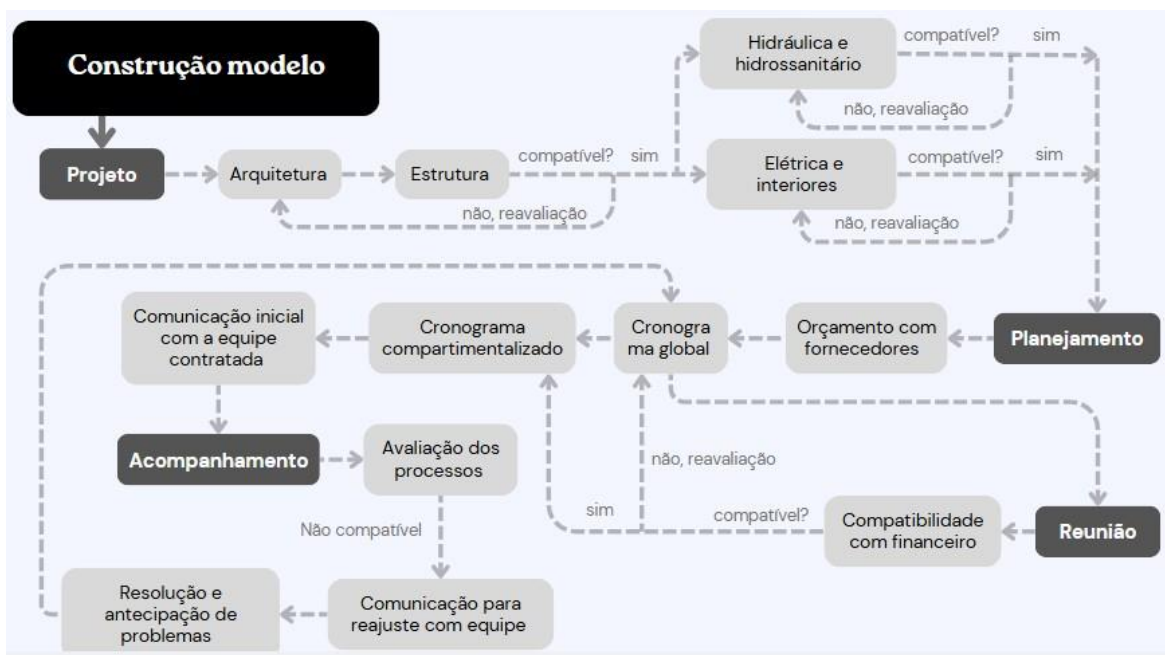 Construção modelo
Hidráulica e
hidrossanitário
compatível?
sim
não, reavaliação
Projeto
Arquitetura
Estrutura
compatível?
sim
não, reavaliação
Elétrica e
interiores
compatível?
sim
não, reavaliação
Comunicação inicial
com a equipe
contratada
Cronograma
compartimentalizado
Cronogra
ma global
Orçamento com
fornecedores
Planejamento
Acompanhamento
Avaliação dos
processos
não, reavaliação
Não compatível
sim
compatível?
Compatibilidade
com financeiro
Reunião
Resolução e
antecipação de
problemas
Comunicação para
reajuste com equipe